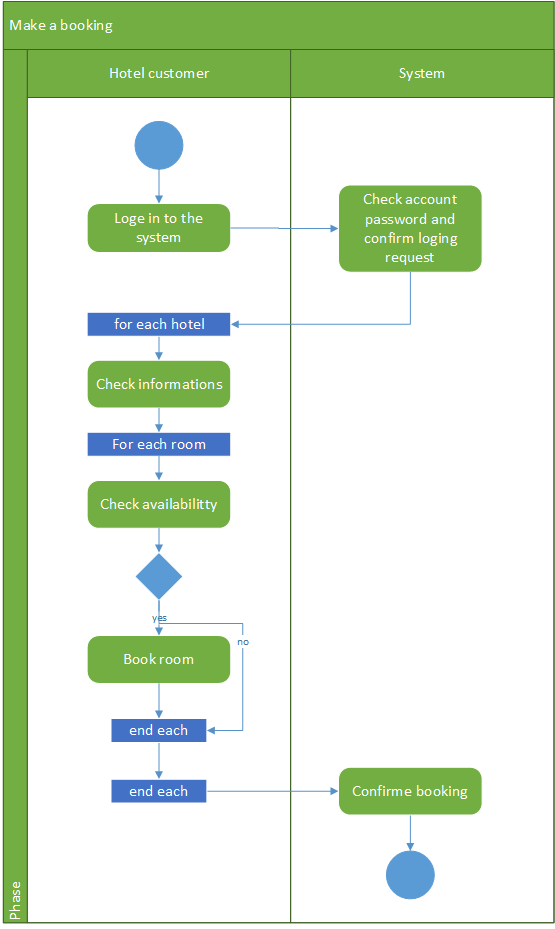 Make a booking
Hotel customer
System
Loge in to the
system
Check account
password and
confirm loging
request
for each hotel
Check informations
For each room
Check availabilitty
yes
no
Book room
end each
end each
Confirme booking
Phase